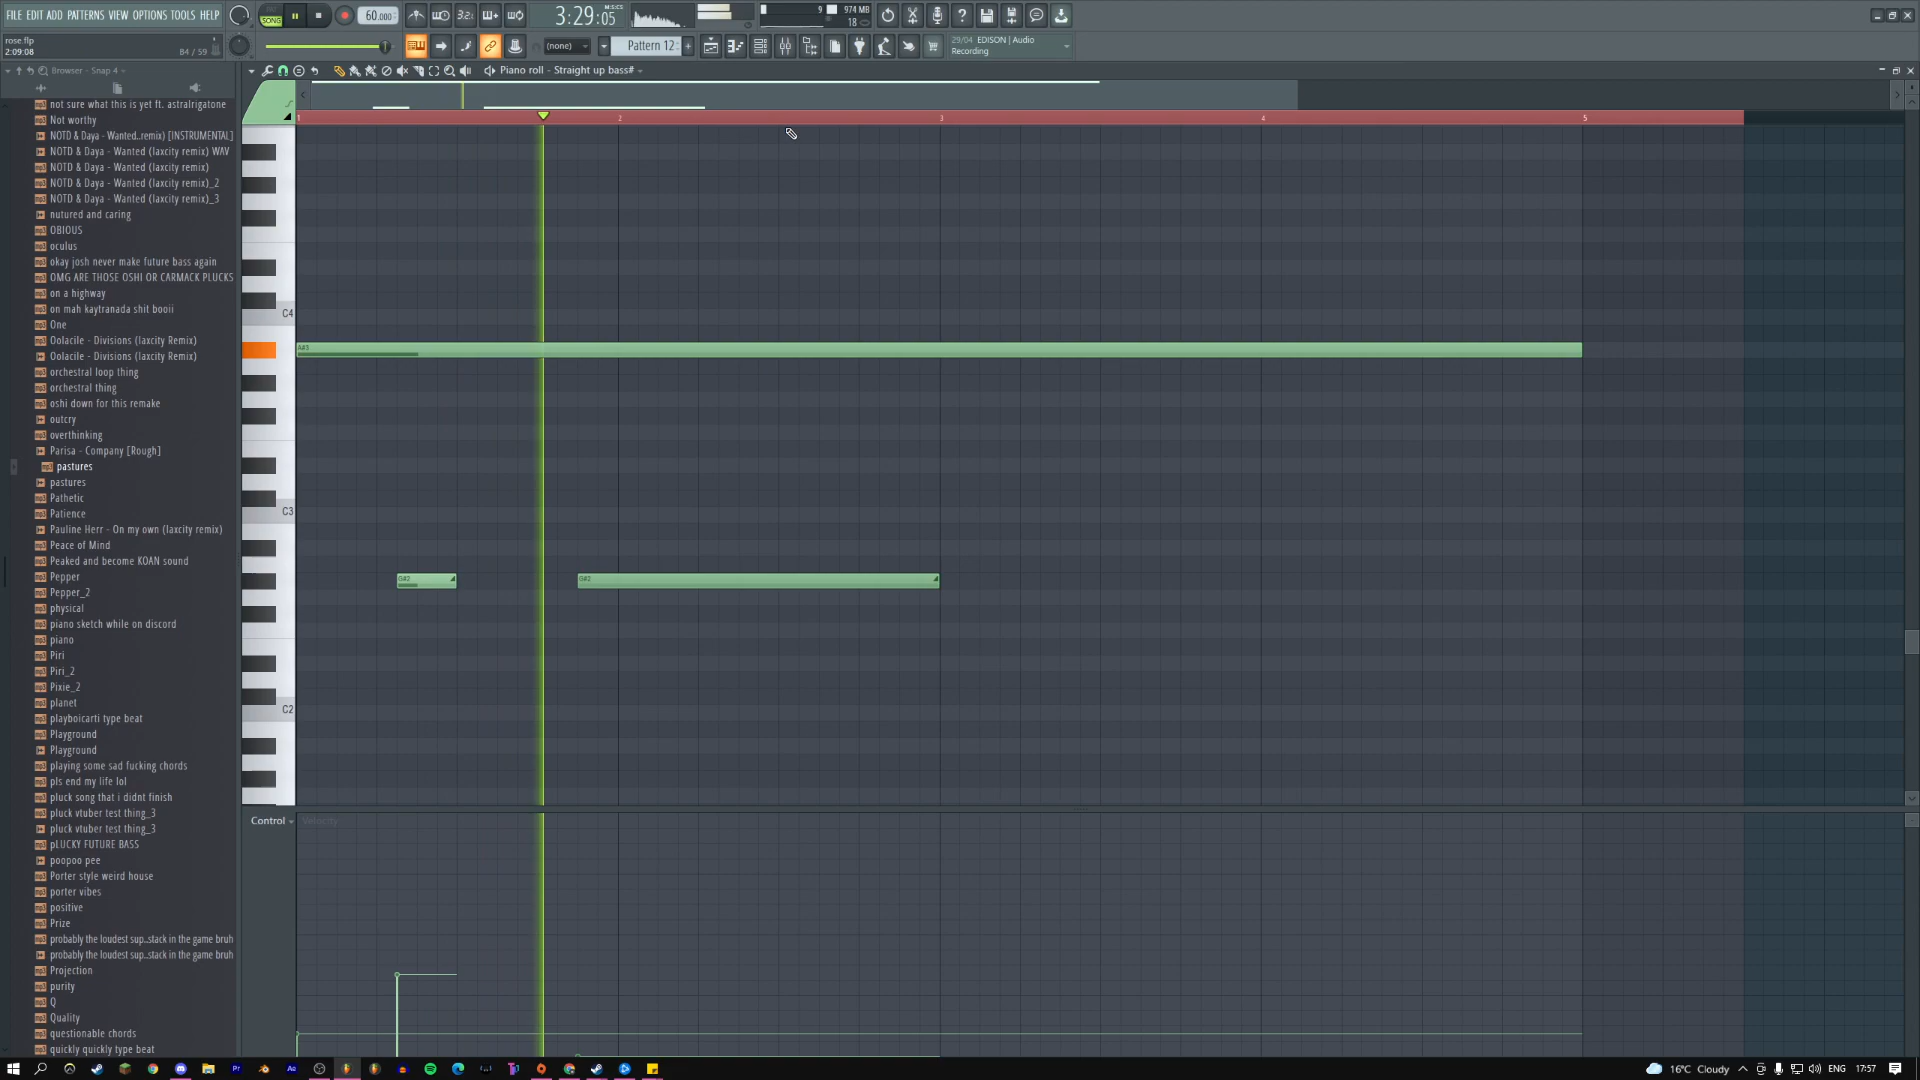 FILE EDIT ADD PATTERNS VIEW OPTIONS TOOLS HELP
rose.flp
2:09:08
84 / 59
SONG
60.000
3:29:05
M:S:CS
9
974 MB
18
(none)
Pattern 12
29/04 EDISON | Audio
Recording
Browser - Snap 4
Piano roll - Straight up bass#
not sure what this is yet ft. astralrigatone
Not worthy
NOTD & Daya - Wanted..remix) [INSTRUMENTAL]
NOTD & Daya - Wanted (laxcity remix) WAV
NOTD & Daya - Wanted (laxcity remix)
NOTD & Daya - Wanted (laxcity remix)_2
NOTD & Daya - Wanted (laxcity remix)_3
nutured and caring
OBIOUS
oculus
okay josh never make future bass again
OMG ARE THOSE OSHI OR CARMACK PLUCKS
on a highway
on mah kaytranada shit booii
One
Oolacile - Divisions (laxcity Remix)
Oolacile - Divisions (laxcity Remix)
orchestral loop thing
orchestral thing
oshi down for this remake
outcry
overthinking
Parisa - Company [Rough]
pastures
pastures
Pathetic
Patience
Pauline Herr - On my own (laxcity remix)
Peace of Mind
Peaked and become KOAN sound
Pepper
Pepper_2
physical
piano sketch while on discord
piano
Piri
Piri_2
Pixie_2
planet
playboicarti type beat
Playground
Playground
playing some sad fucking chords
pls end my life lol
pluck song that i didnt finish
pluck vtuber test thing_3
pluck vtuber test thing_3
pLUCKY FUTURE BASS
poopoo pee
Porter style weird house
porter vibes
positive
Prize
probably the loudest sup..stack in the game bruh
probably the loudest sup..stack in the game bruh
Projection
purity
Q
Quality
questionable chords
quickly quickly type beat
1
2
3
4
5
C4
A#3
C3
G#2
G#2
C2
Control
Velocity
16°C Cloudy
ENG
17:57